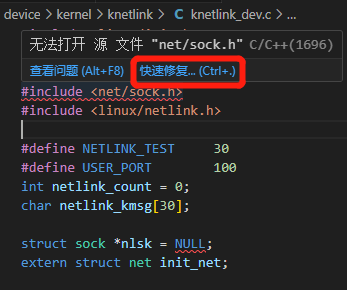 device > kernel > knetlink > C knetlink_dev.c > ...
无法打开 源 文件 "net/sock.h" C/C++(1696)
查看问题 (Alt+F8) 快速修复... (Ctrl+.)
#include <net/sock.h>
#include <linux/netlink.h>
#define NETLINK_TEST 30
#define USER_PORT 100
int netlink_count = 0;
char netlink_kmsg[30];
struct sock *nlsk = NULL;
extern struct net init_net;